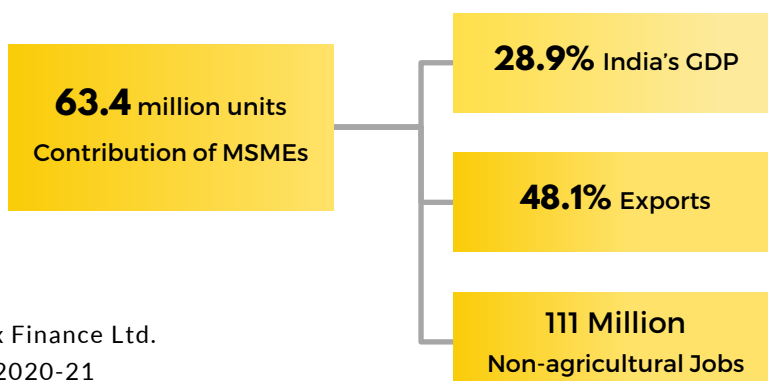 63.4 million units
Contribution of MSMEs
28.9% India's GDP
48.1% Exports
111 Million
Non-agricultural Jobs
Finance Ltd.
2020-21